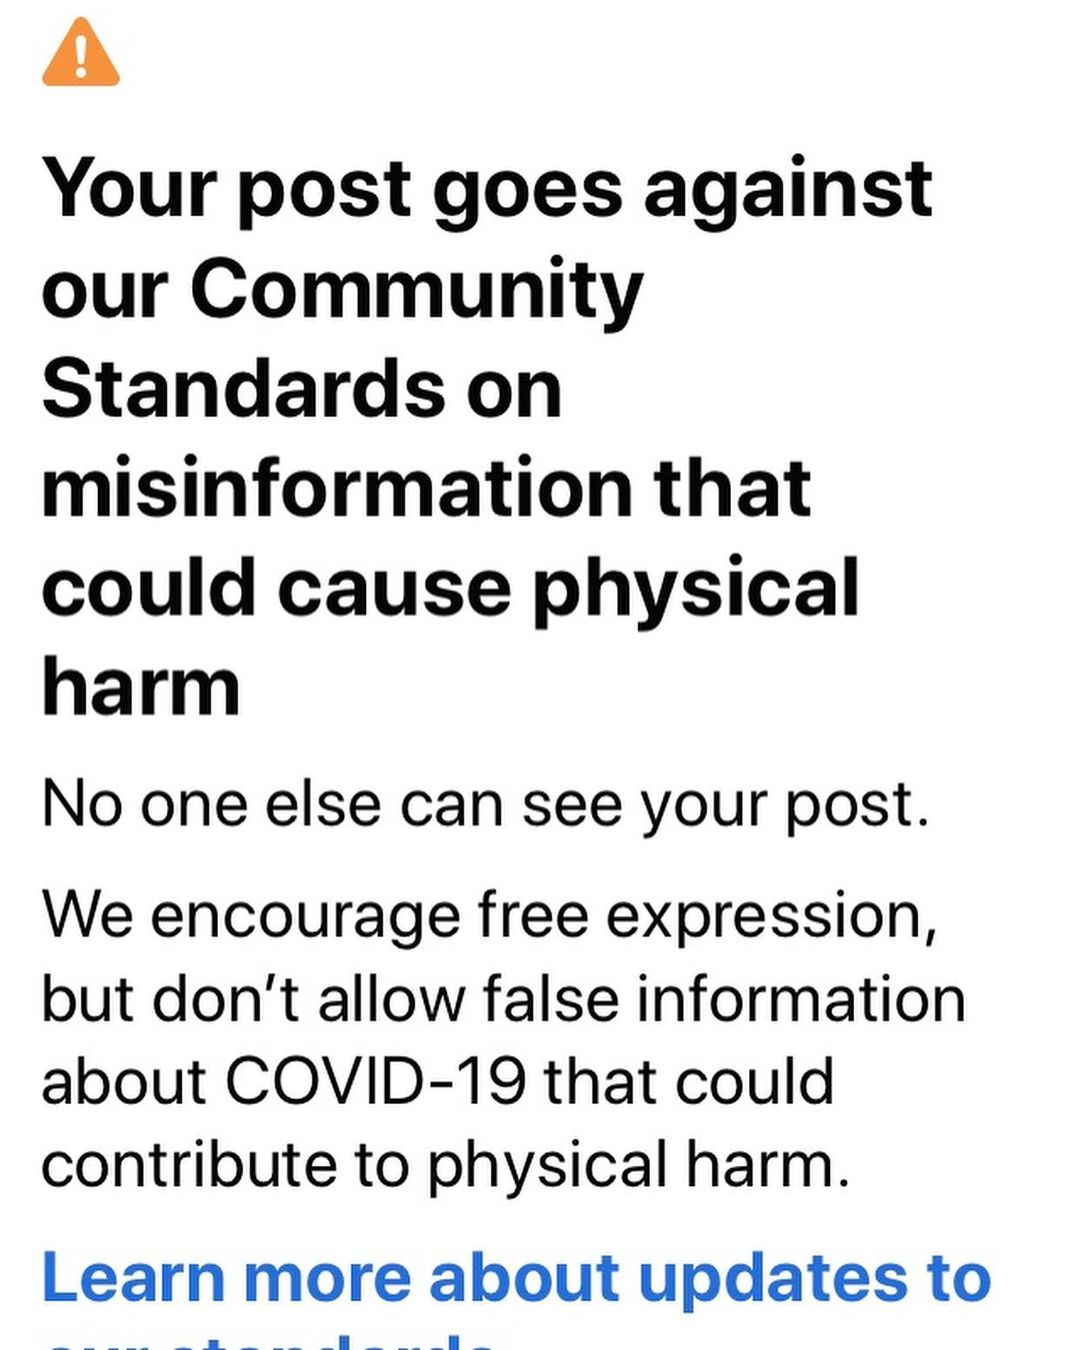 Your post goes against
our Community
Standards on
misinformation that
could cause physical
harm
No one else can see your post.
We encourage free expression,
but don’t allow false information
about COVID-19 that could
contribute to physical harm.
Learn more about updates to
our standards